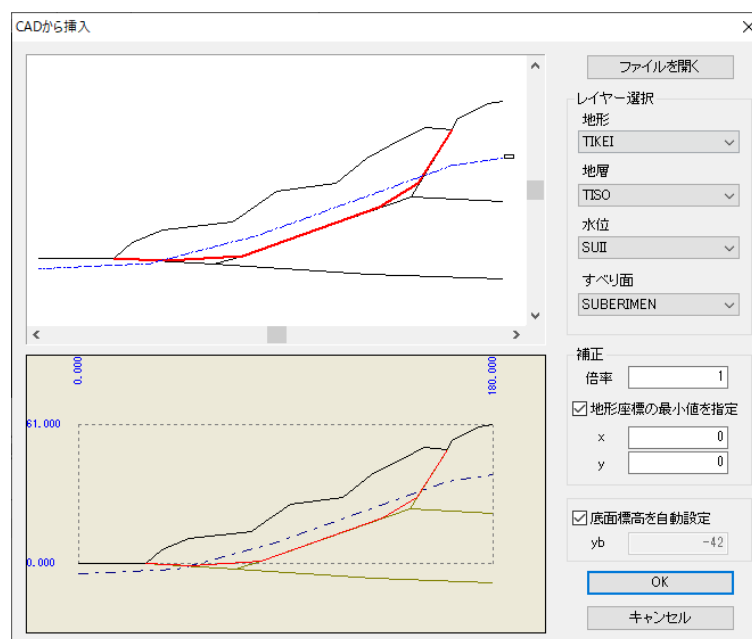 CADから挿入
ファイルを開く
レイヤー選択
地形
TIKEI
地層
TISO
水位
SUII
すべり面
SUBERIMEN
補正
倍率 1
地形座標の最小値を指定
x 0
y 0
底面標高を自動設定
yb -42
OK
キャンセル
0.000
180.000
61.000
0.000